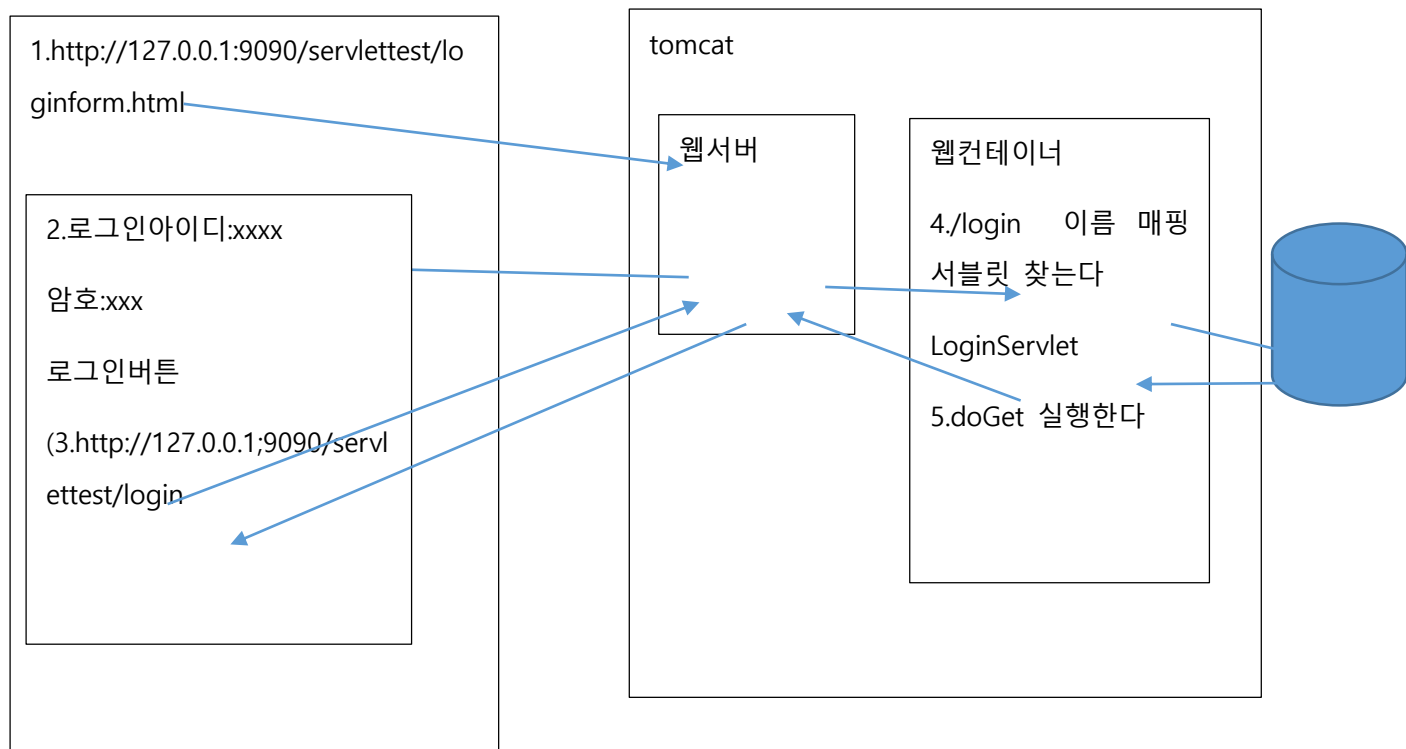 1.http://127.0.0.1:9090/servlettest/lo
ginform.html
2.로그인아이디:xxxx
암호:xxx
로그인버튼
(3.http://127.0.0.1;9090/servl
ettest/login
tomcat
웹서버
웹컨테이너
4./login 이름 매핑
서블릿 찾는다
LoginServlet
5.doGet 실행한다